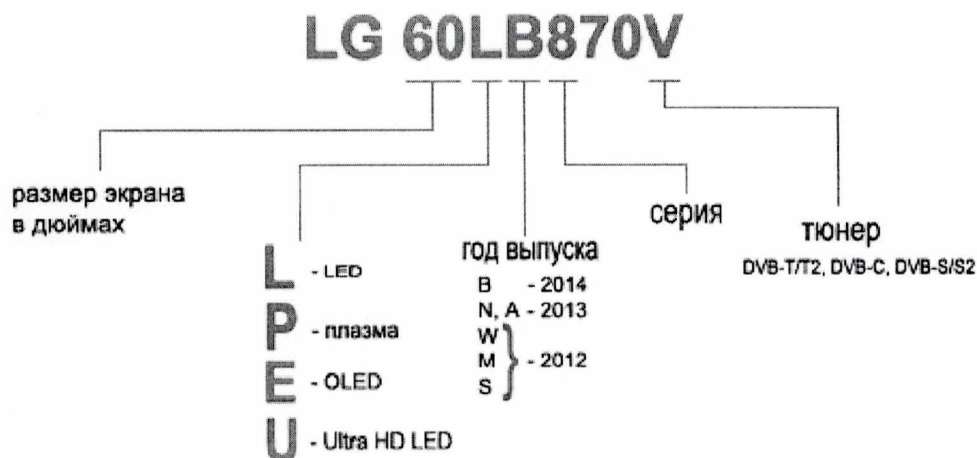 LG 60LB870V
размер экрана
в дюймах
L - LED
P - плазма
E - OLED
U - Ultra HD LED
год выпуска
B - 2014
N, A - 2013
W
M } - 2012
S
серия
тюнер
DVB-T/T2, DVB-C, DVB-S/S2